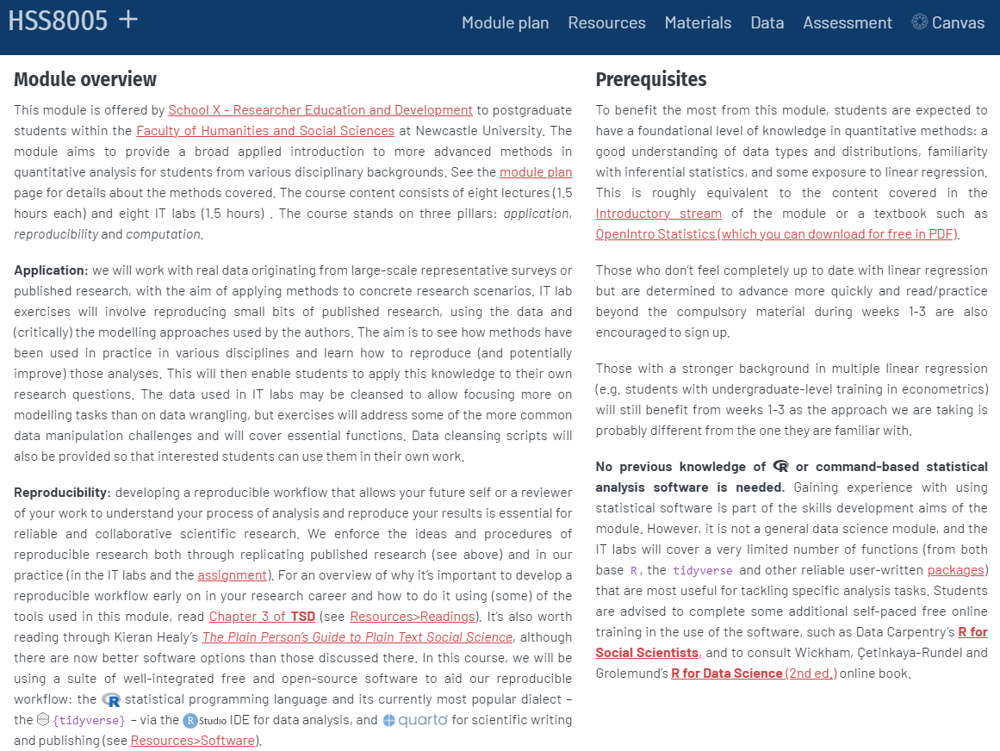 HSS8005 +
Module plan Resources Materials Data Assessment Canvas
Module overview
This module is offered by School X - Researcher Education and Development to postgraduate
students within the Faculty of Humanities and Social Sciences at Newcastle University. The
module aims to provide a broad applied introduction to more advanced methods in
quantitative analysis for students from various disciplinary backgrounds. See the module plan
page for details about the methods covered. The course content consists of eight lectures (1.5
hours each) and eight IT labs (1.5 hours) . The course stands on three pillars: application,
reproducibility and computation.
Application: we will work with real data originating from large-scale representative surveys or
published research, with the aim of applying methods to concrete research scenarios. IT lab
exercises will involve reproducing small bits of published research, using the data and
(critically) the modelling approaches used by the authors. The aim is to see how methods have
been used in practice in various disciplines and learn how to reproduce (and potentially
improve) those analyses. This will then enable students to apply this knowledge to their own
research questions. The data used in IT labs may be cleansed to allow focusing more on
modelling tasks than on data wrangling, but exercises will address some of the more common
data manipulation challenges and will cover essential functions. Data cleansing scripts will
also be provided so that interested students can use them in their own work.
Reproducibility: developing a reproducible workflow that allows your future self or a reviewer
of your work to understand your process of analysis and reproduce your results is essential for
reliable and collaborative scientific research. We enforce the ideas and procedures of
reproducible research both through replicating published research (see above) and in our
practice (in the IT labs and the assignment). For an overview of why it's important to develop a
reproducible workflow early on in your research career and how to do it using (some) of the
tools used in this module, read Chapter 3 of TSD (see Resources>Readings). It's also worth
reading through Kieran Healy's The Plain Person's Guide to Plain Text Social Science, although
there are now better software options than those discussed there. In this course, we will be
using a suite of well-integrated free and open-source software to aid our reproducible
workflow: the R statistical programming language and its currently most popular dialect -
the {tidyverse} - via the R Studio IDE for data analysis, and quarto for scientific writing
and publishing (see Resources>Software).
Prerequisites
To benefit the most from this module, students are expected to
have a foundational level of knowledge in quantitative methods: a
good understanding of data types and distributions, familiarity
with inferential statistics, and some exposure to linear regression.
This is roughly equivalent to the content covered in the
Introductory stream of the module or a textbook such as
OpenIntro Statistics (which you can download for free in PDF).
Those who don't feel completely up to date with linear regression
but are determined to advance more quickly and read/practice
beyond the compulsory material during weeks 1-3 are also
encouraged to sign up.
Those with a stronger background in multiple linear regression
(e.g. students with undergraduate-level training in econometrics)
will still benefit from weeks 1-3 as the approach we are taking is
probably different from the one they are familiar with.
No previous knowledge of R or command-based statistical
analysis software is needed. Gaining experience with using
statistical software is part of the skills development aims of the
module. However, it is not a general data science module, and the
IT labs will cover a very limited number of functions (from both
base R, the tidyverse and other reliable user-written packages)
that are most useful for tackling specific analysis tasks. Students
are advised to complete some additional self-paced free online
training in the use of the software, such as Data Carpentry's R for
Social Scientists, and to consult Wickham, Çetinkaya-Rundel and
Grolemund's R for Data Science (2nd ed.) online book.